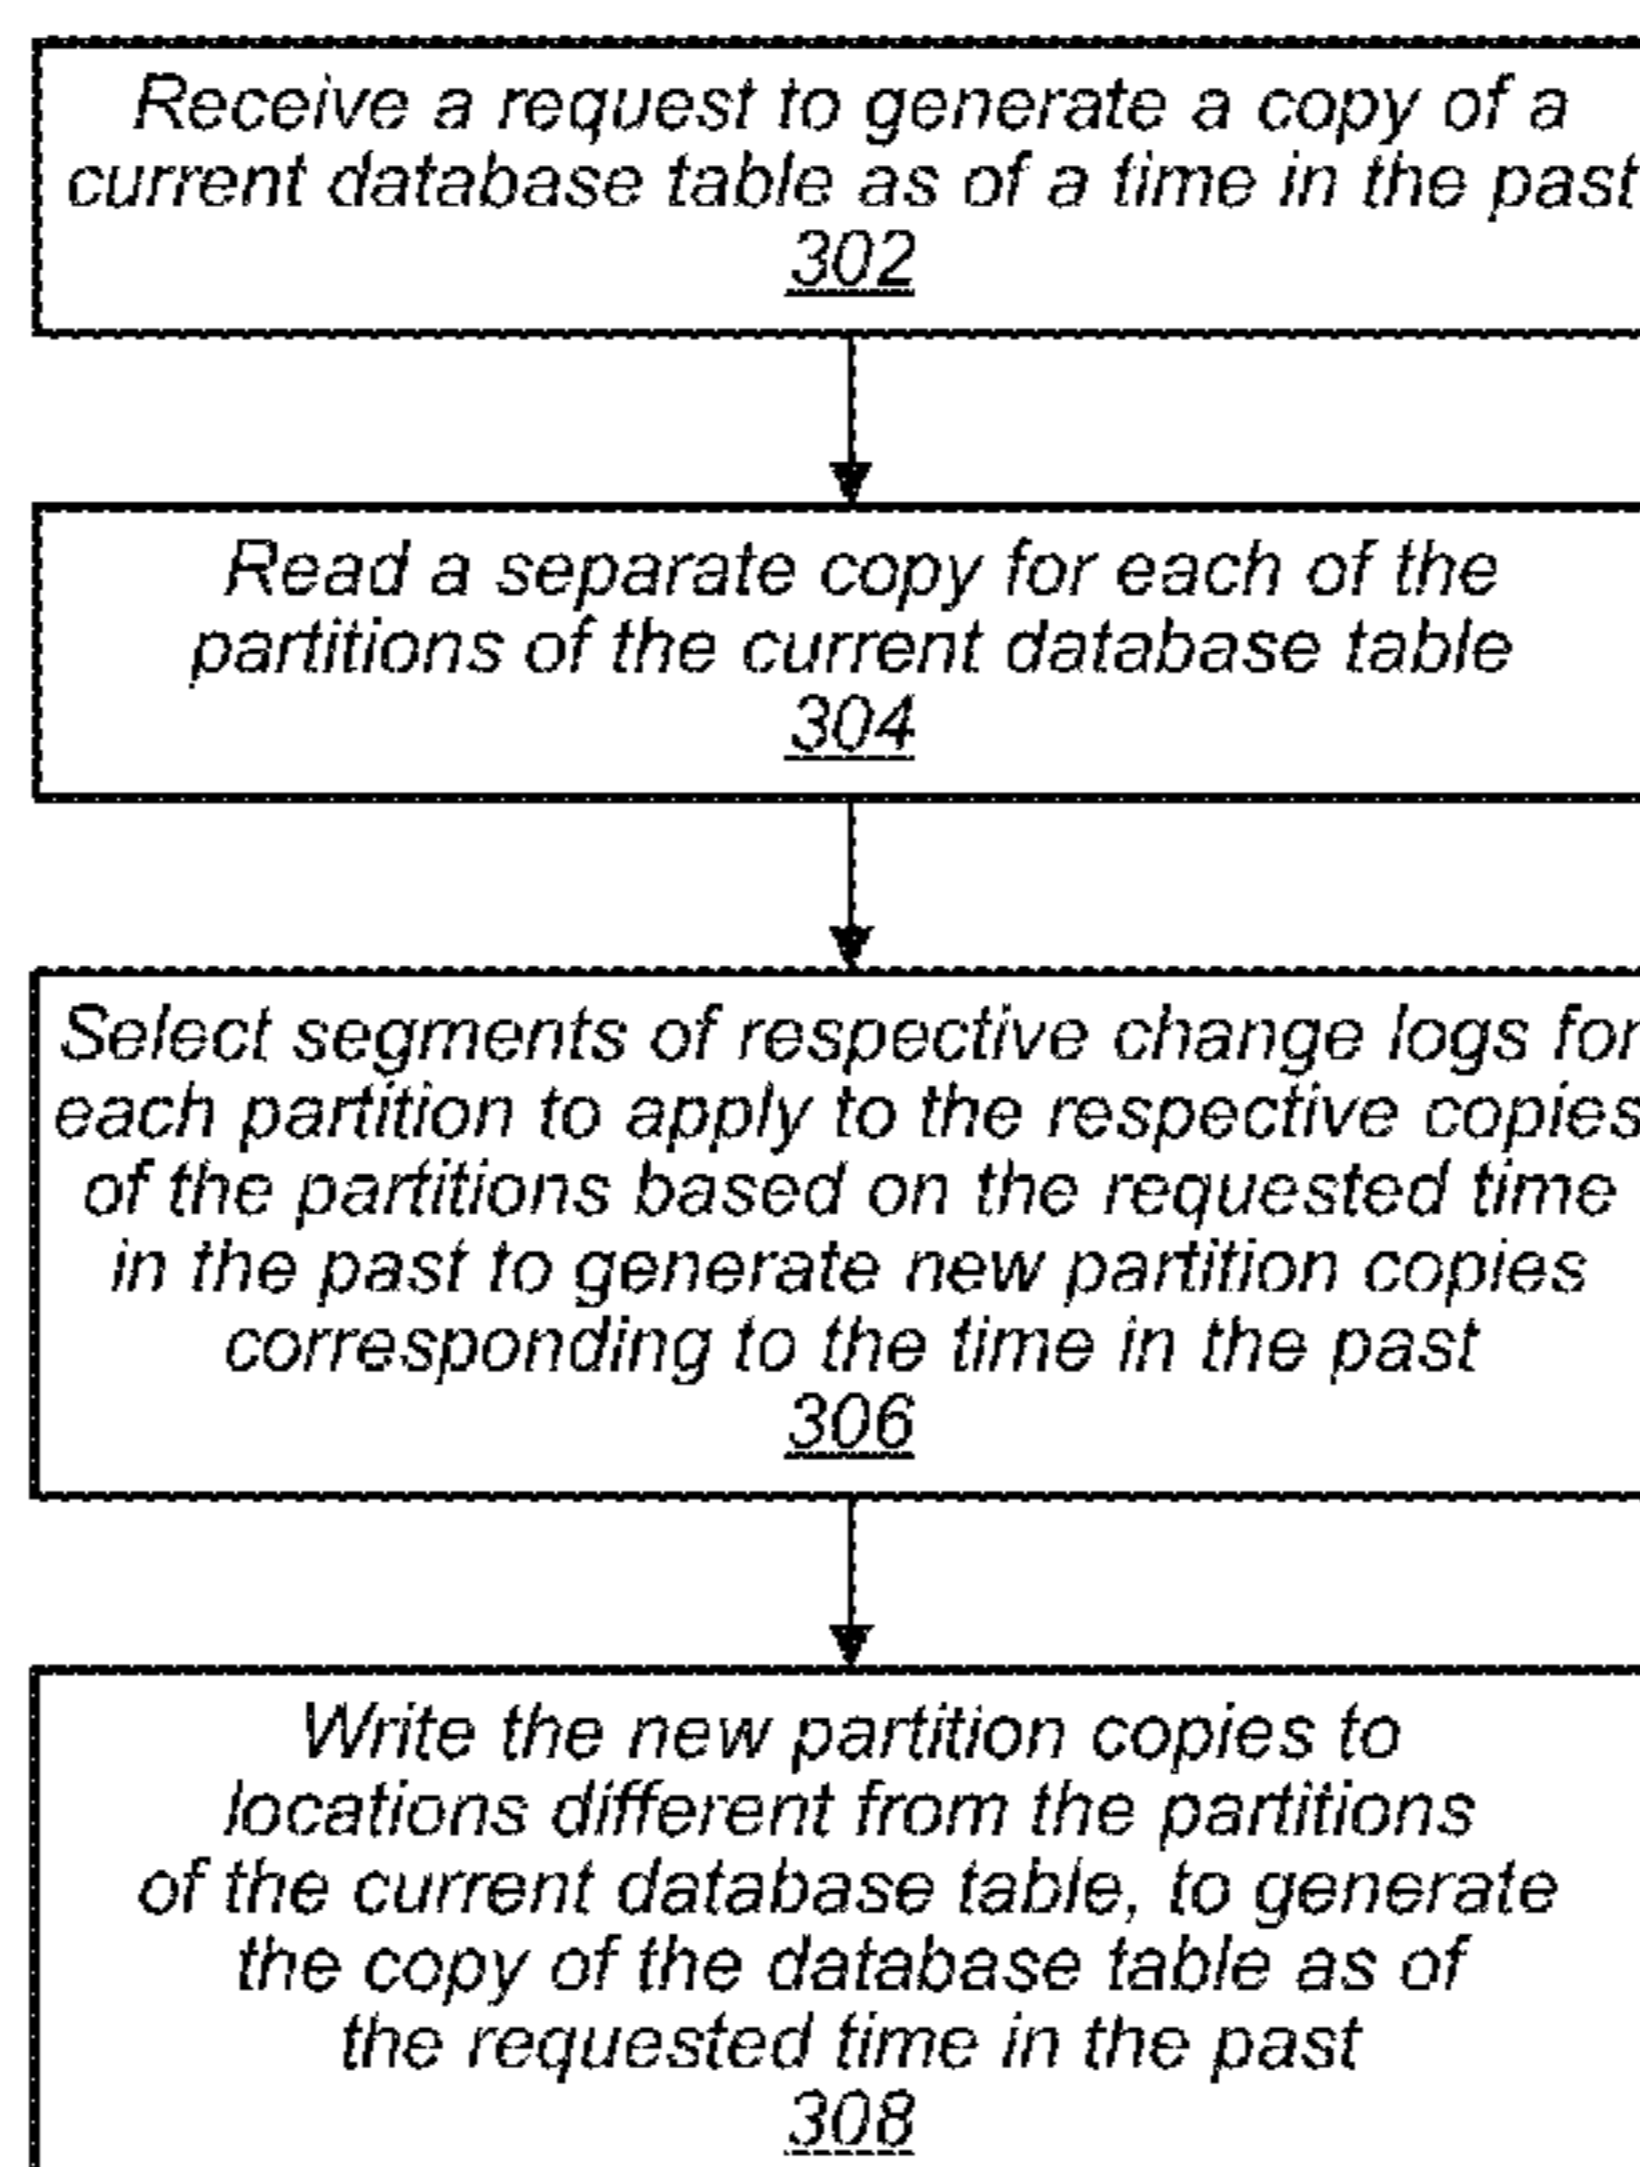 Receive a request to generate a copy of a
current database table as of a time in the past
302
Read a separate copy for each of the
partitions of the current database table
304
Select segments of respective change logs for
each partition to apply to the respective copies
of the partitions based on the requested time
in the past to generate new partition copies
corresponding to the time in the past
306
Write the new partition copies to
locations different from the partitions
of the current database table, to generate
the copy of the database table as of
the requested time in the past
308